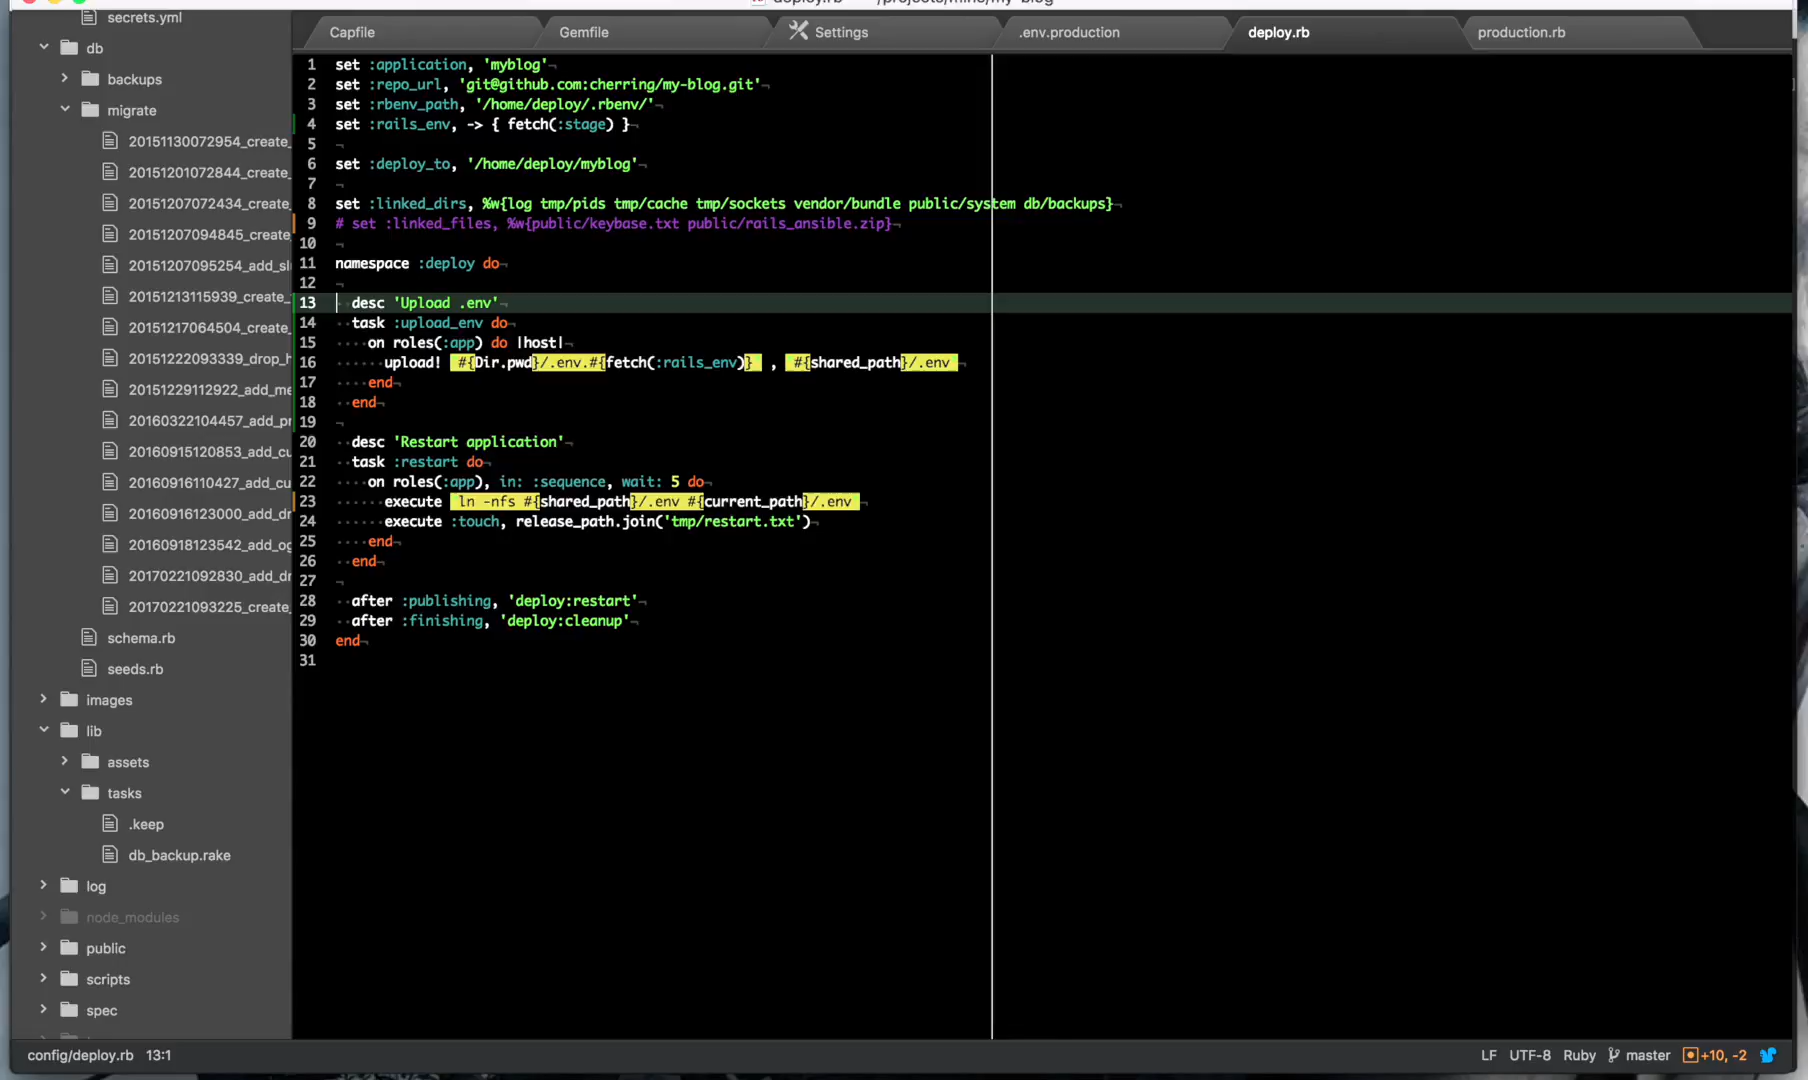 deploy.rb — ~/projects/mine/my-blog
Capfile
Gemfile
Settings
.env.production
deploy.rb
production.rb
secrets.yml
db
backups
migrate
20151130072954_create_
20151201072844_create_
20151207072434_create_
20151207094845_create_
20151207095254_add_sl
20151213115939_create_
20151217064504_create_
20151222093339_drop_h
20151229112922_add_me
20160322104457_add_pr
20160915120853_add_cu
20160916110427_add_cu
20160916123000_add_dr
20160918123542_add_og
20170221092830_add_dr
20170221093225_create_
schema.rb
seeds.rb
images
lib
assets
tasks
.keep
db_backup.rake
log
node_modules
public
scripts
spec
1 set :application, 'myblog'
2 set :repo_url, 'git@github.com:cherring/my-blog.git'
3 set :rbenv_path, '/home/deploy/.rbenv/'
4 set :rails_env, -> { fetch(:stage) }
5
6 set :deploy_to, '/home/deploy/myblog'
7
8 set :linked_dirs, %w{log tmp/pids tmp/cache tmp/sockets vendor/bundle public/system db/backups}
9 # set :linked_files, %w{public/keybase.txt public/rails_ansible.zip}
10
11 namespace :deploy do
12
13 desc 'Upload .env'
14 task :upload_env do
15 on roles(:app) do |host|
16 upload! #{Dir.pwd}/.env.#{fetch(:rails_env)} , #{shared_path}/.env
17 end
18 end
19
20 desc 'Restart application'
21 task :restart do
22 on roles(:app), in: :sequence, wait: 5 do
23 execute ln -nfs #{shared_path}/.env #{current_path}/.env
24 execute :touch, release_path.join('tmp/restart.txt')
25 end
26 end
27
28 after :publishing, 'deploy:restart'
29 after :finishing, 'deploy:cleanup'
30 end
31
config/deploy.rb 13:1
LF UTF-8 Ruby master +10, -2